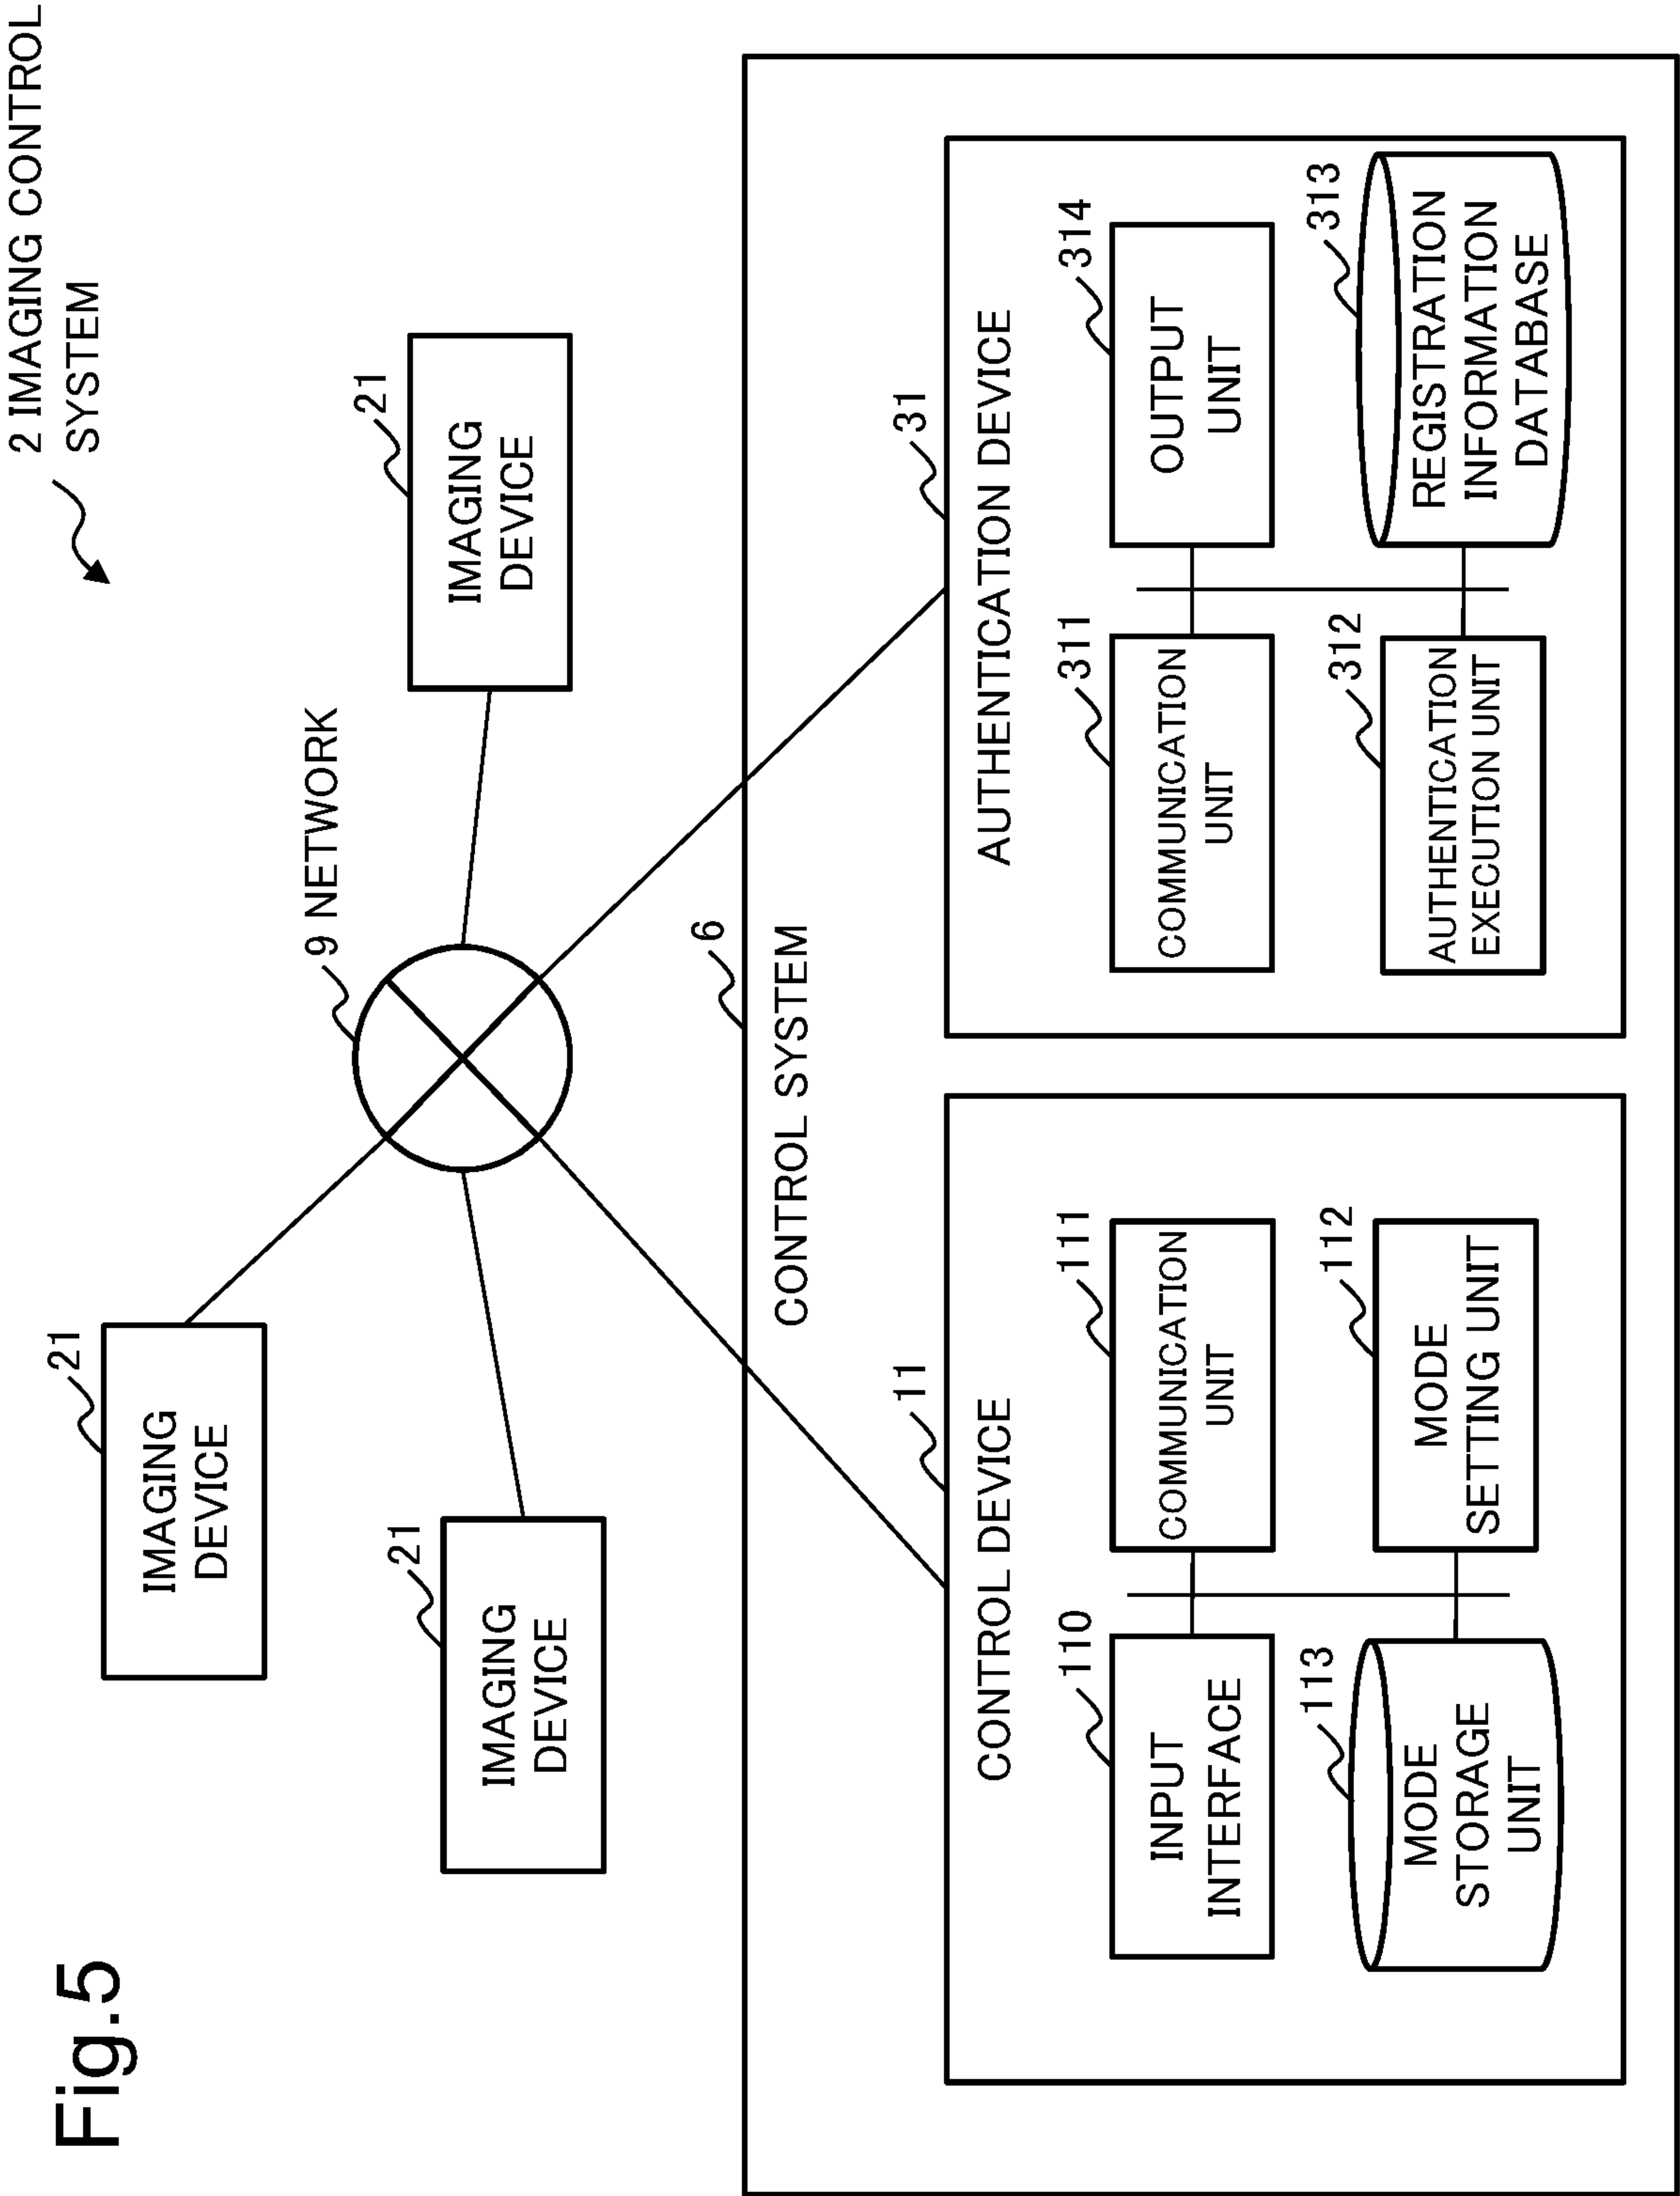 Fig.5
2 IMAGING CONTROL
SYSTEM
21
IMAGING
DEVICE
21
IMAGING
DEVICE
9 NETWORK
21
IMAGING
DEVICE
6
CONTROL SYSTEM
11
CONTROL DEVICE
110
INPUT
INTERFACE
111
COMMUNICATION
UNIT
113
MODE
STORAGE
UNIT
112
MODE
SETTING UNIT
31
AUTHENTICATION DEVICE
311
COMMUNICATION
UNIT
314
OUTPUT
UNIT
312
AUTHENTICATION
EXECUTION UNIT
313
REGISTRATION
INFORMATION
DATABASE